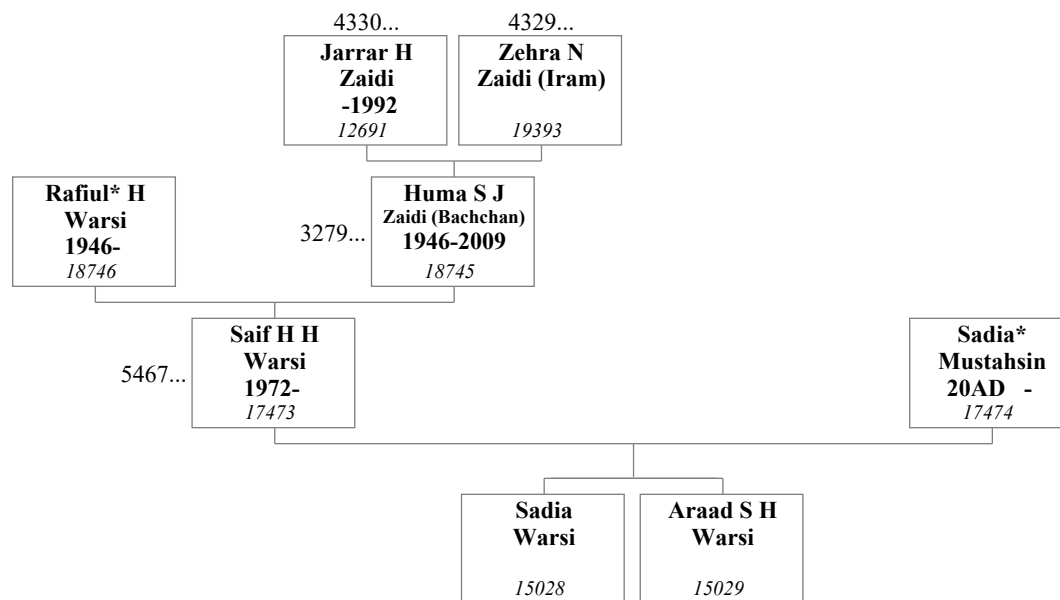 4330...
4329...
Jarrar H
Zaidi
-1992
12691
Zehra N
Zaidi (Iram)
19393
Rafiul* H
Warsi
1946-
18746
3279...
Huma S J
Zaidi (Bachchan)
1946-2009
18745
5467...
Saif H H
Warsi
1972-
17473
Sadia*
Mustahsin
20AD -
17474
Sadia
Warsi
15028
Araad S H
Warsi
15029